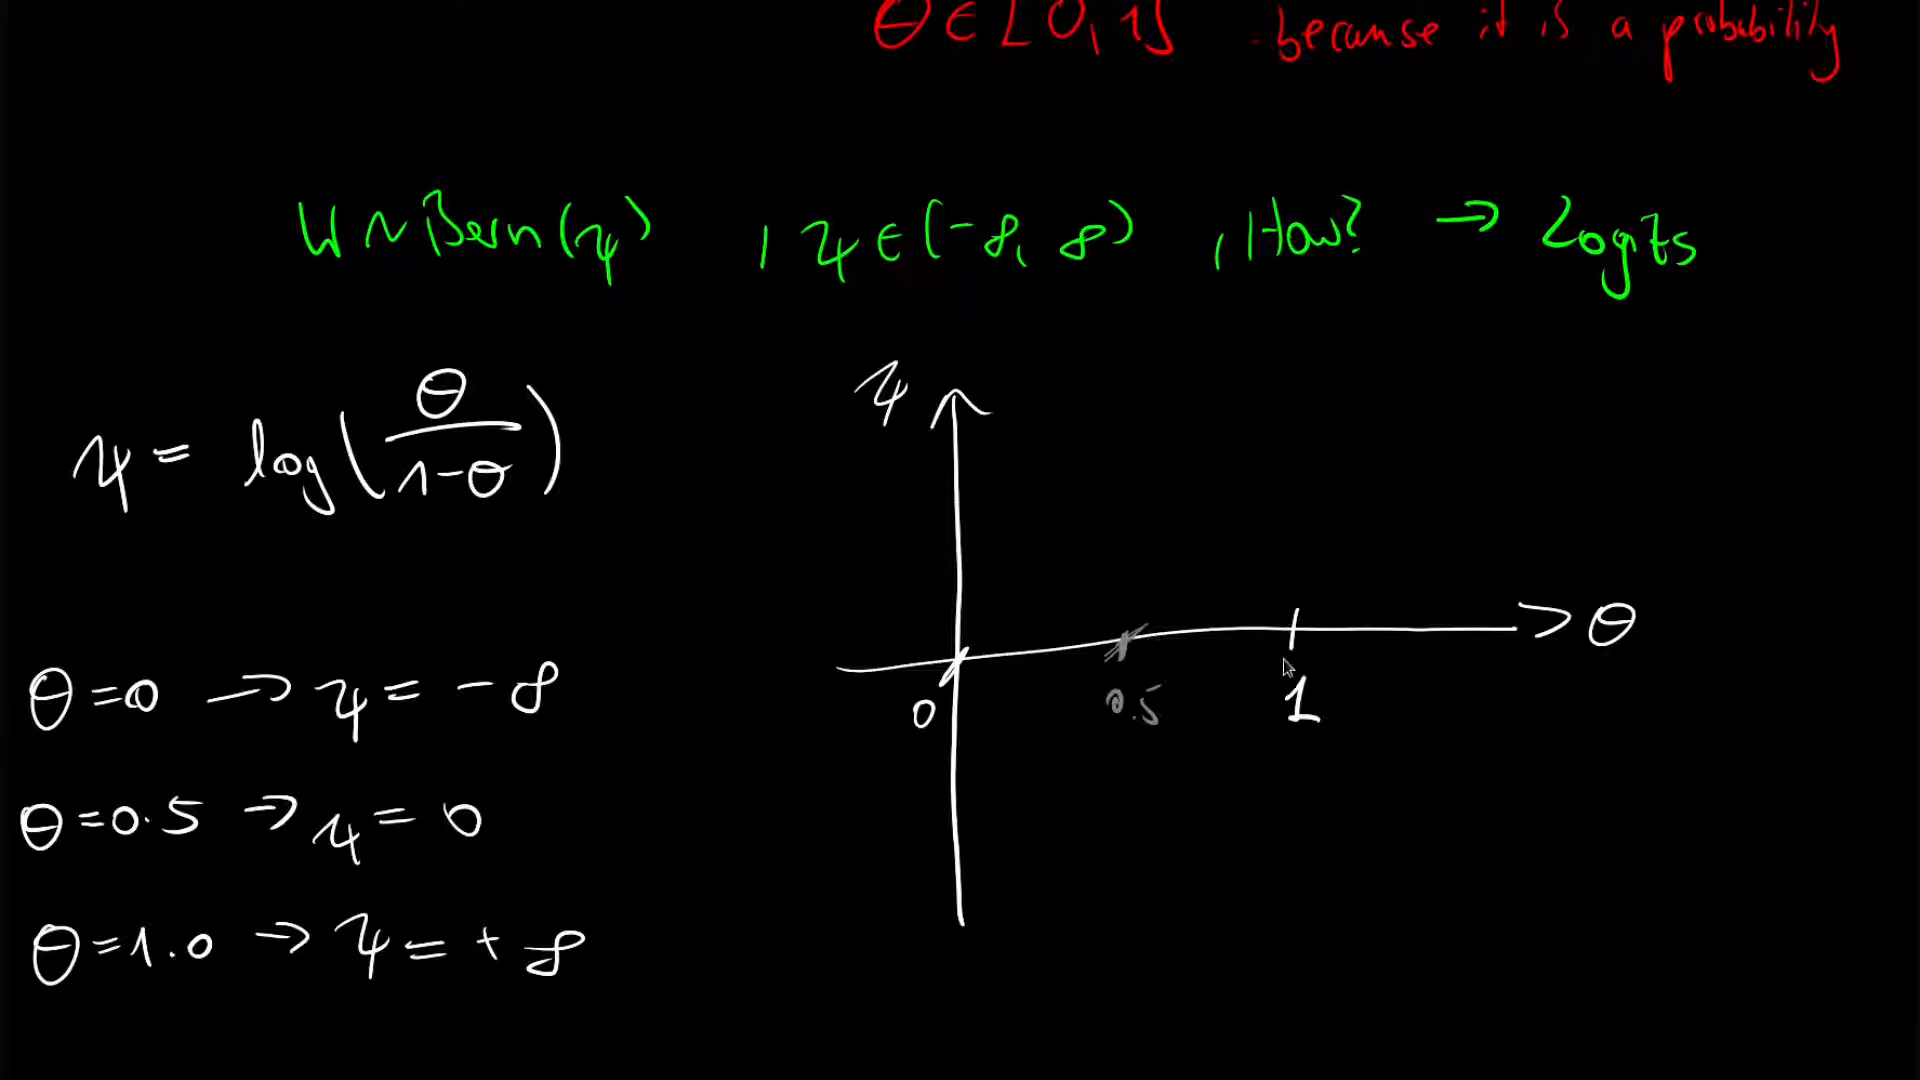 θ ∈ [0, 1] because it is a probability
W ~ Bern(ψ) , ψ ∈ (-∞, ∞) , How? → Logits
ψ = log(θ/(1-θ))
ψ
θ
0 0.5 1
θ=0 → ψ = -∞
θ=0.5 → ψ = 0
θ=1.0 → ψ = +∞